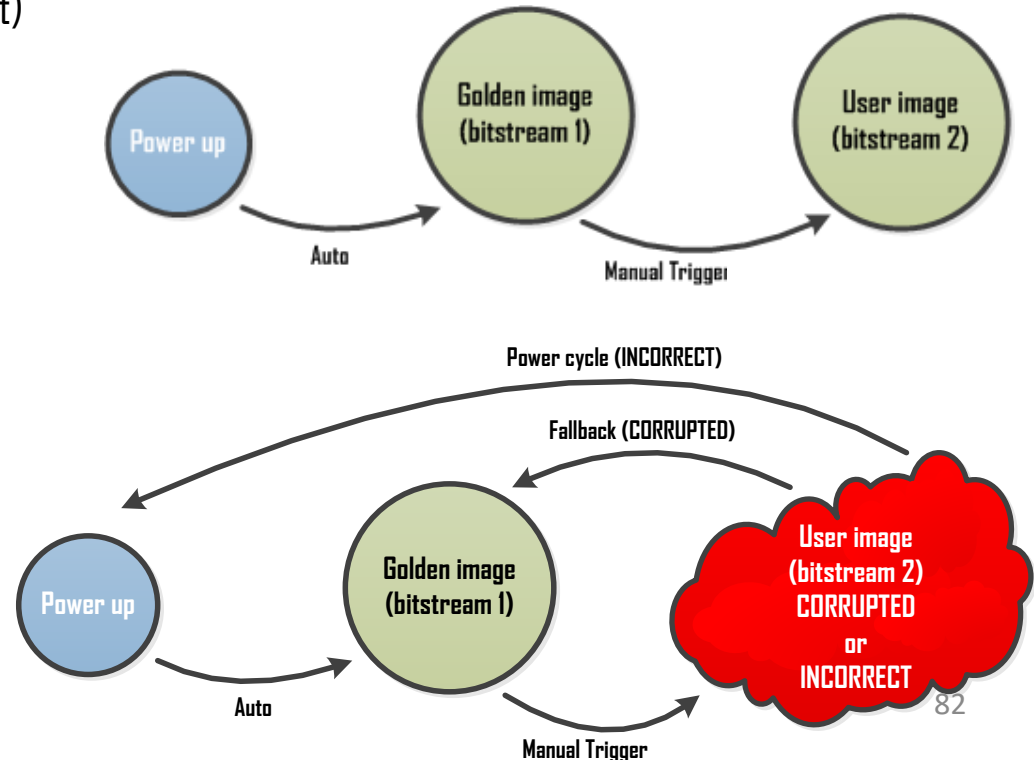 t)
Power up
Golden image
(bitstream 1)
User image
(bitstream 2)
Auto
Manual Trigger
Power cycle (INCORRECT)
Fallback (CORRUPTED)
Power up
Golden image
(bitstream 1)
User image
(bitstream 2)
CORRUPTED
or
INCORRECT
Auto
Manual Trigger
82